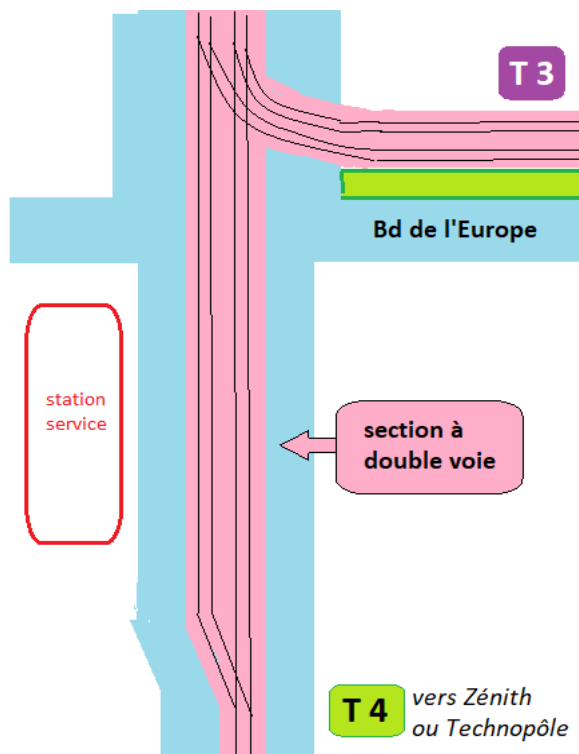 T 3
Bd de l'Europe
station
service
section à
double voie
T 4
vers Zénith
ou Technopôle